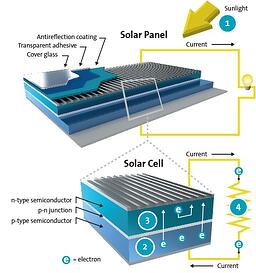 Sunlight
1
Antireflection coating
Transparent adhesive
Cover glass
Solar Panel
Current
Current
Solar Cell
Current
n-type semiconductor
p-n junction
p-type semiconductor
3
e
2
e
e
e
4
e
e
Current
e = electron